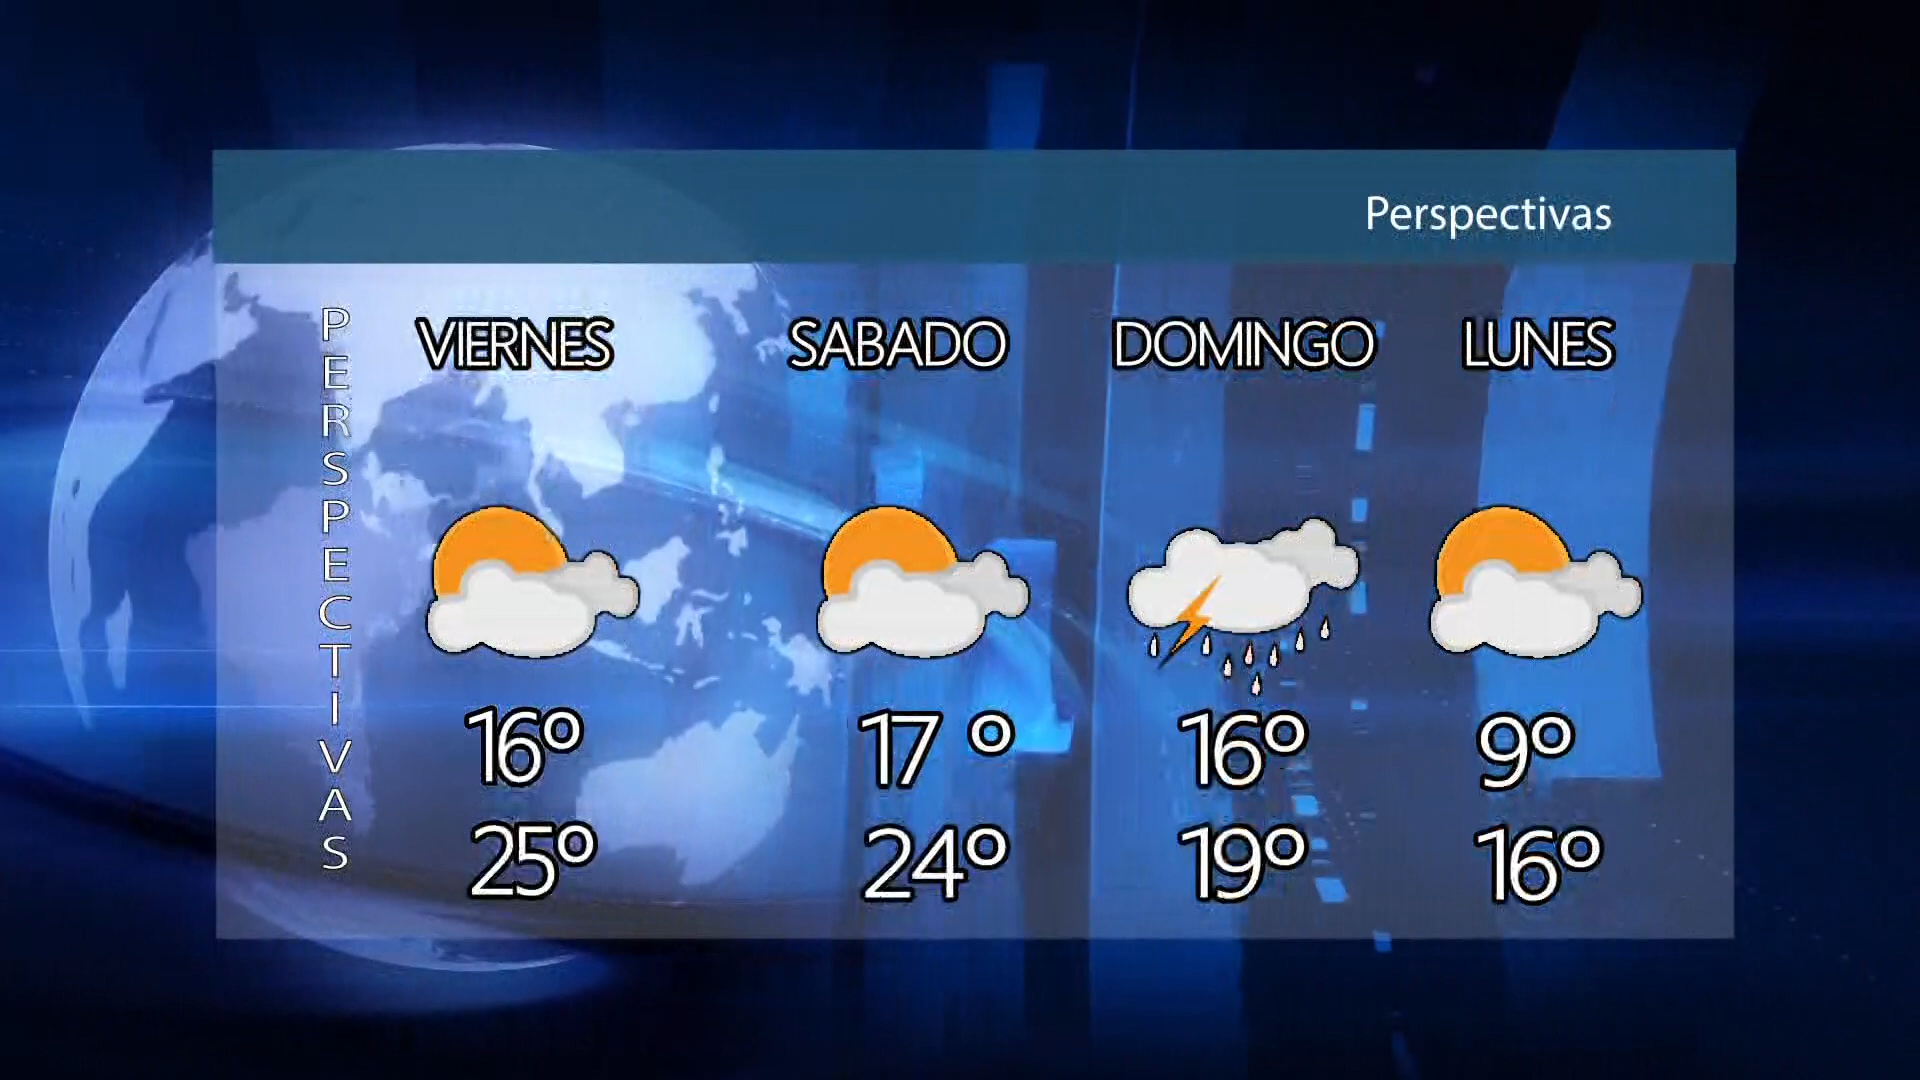 Perspectivas
PERSPECTIVAS
VIERNES SABADO DOMINGO LUNES
16º 17 º 16º 9º
25º 24º 19º 16º